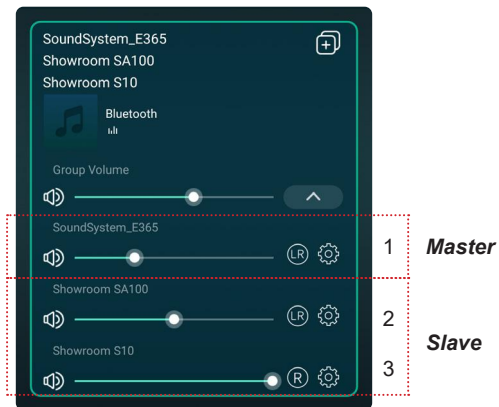 SoundSystem_E365
Showroom SA100
Showroom S10
Bluetooth
Group Volume
SoundSystem_E365
LR
1
Master
Showroom SA100
LR
2
Slave
Showroom S10
R
3